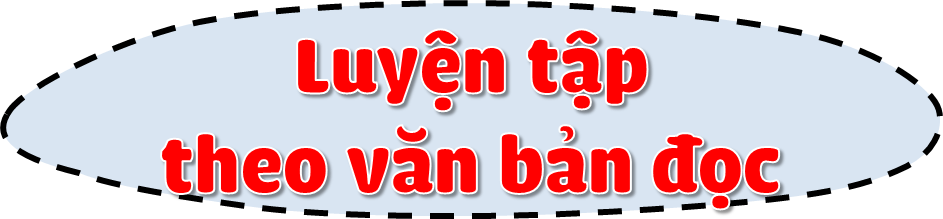 Luyện tập
theo văn bản đọc